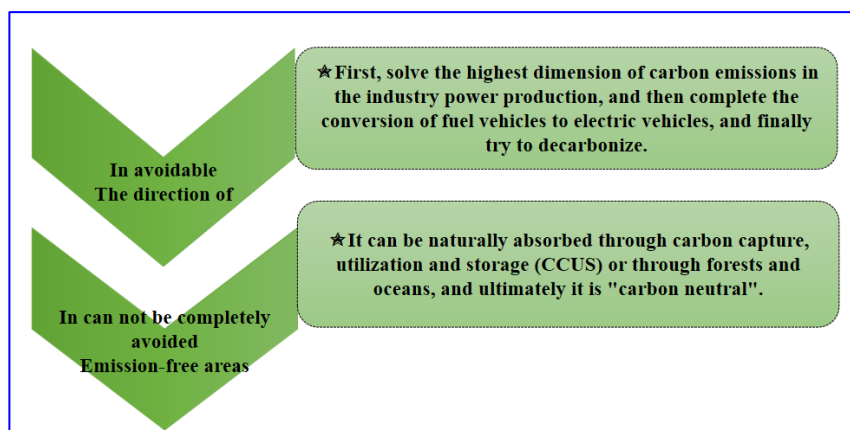 In avoidable
The direction of
✯First, solve the highest dimension of carbon emissions in
the industry power production, and then complete the
conversion of fuel vehicles to electric vehicles, and finally
try to decarbonize.
In can not be completely
avoided
Emission-free areas
✯It can be naturally absorbed through carbon capture,
utilization and storage (CCUS) or through forests and
oceans, and ultimately it is "carbon neutral".